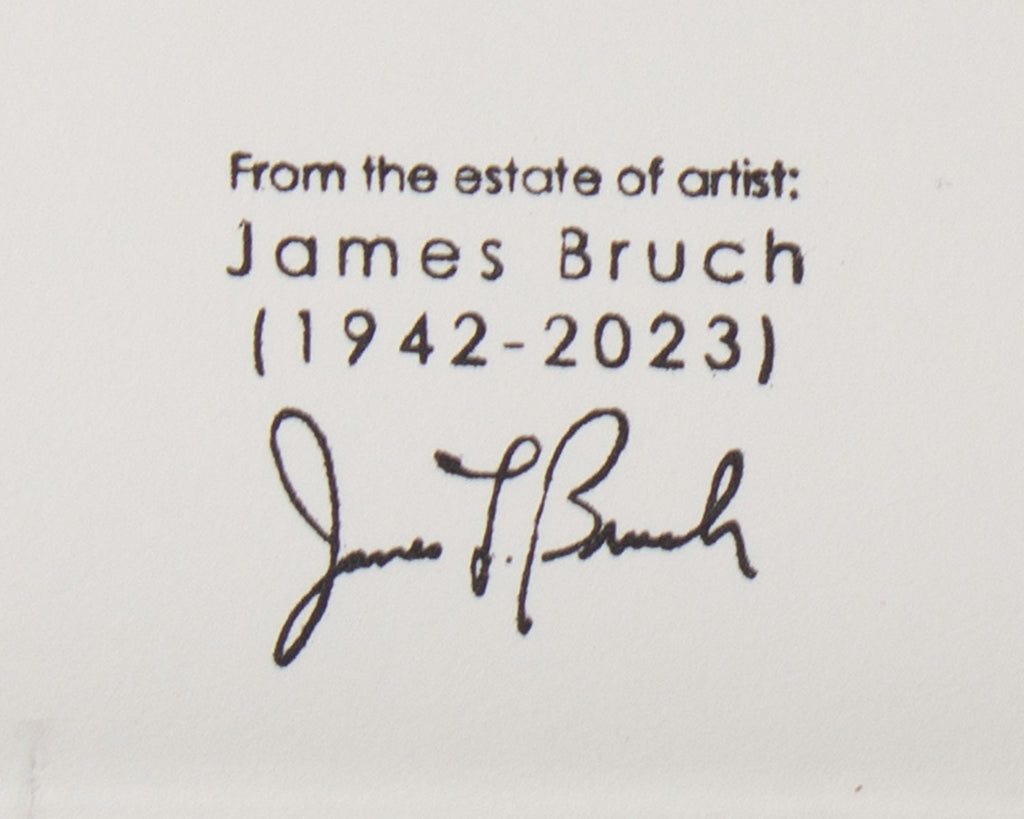 From the estate of artist:
James Bruch
(1942-2023)
James T. Bruch